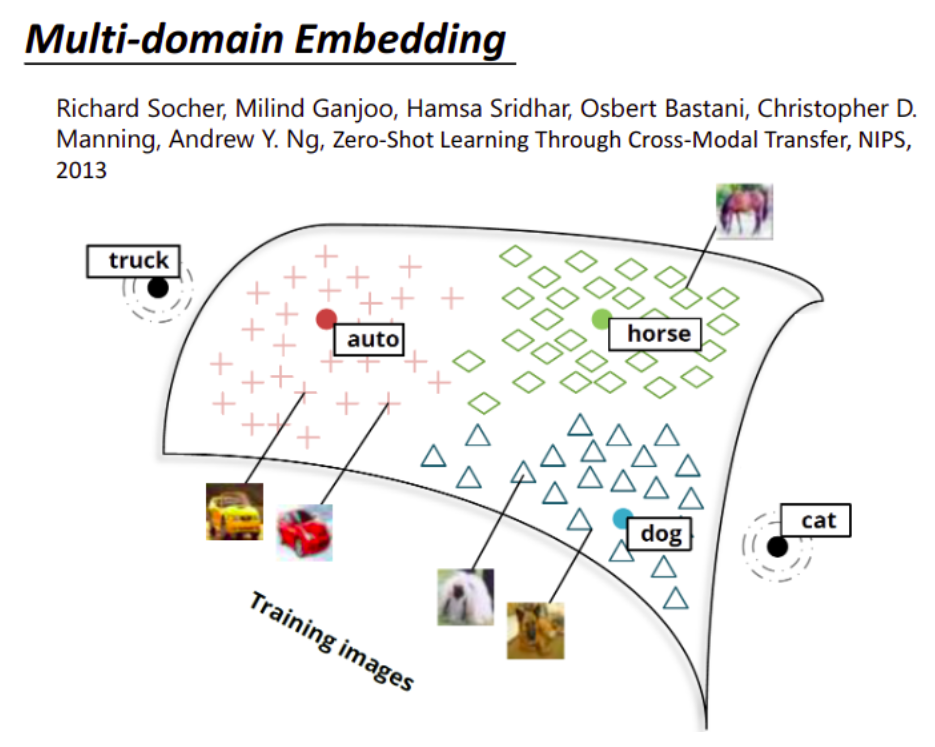 Multi-domain Embedding
Richard Socher, Milind Ganjoo, Hamsa Sridhar, Osbert Bastani, Christopher D.
Manning, Andrew Y. Ng, Zero-Shot Learning Through Cross-Modal Transfer, NIPS,
2013
truck
auto
horse
cat
dog
Training images